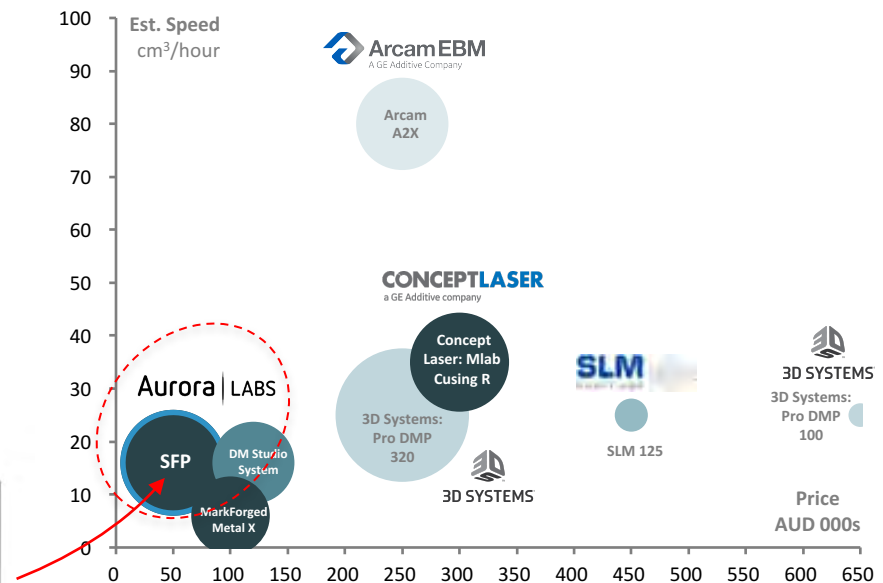 100
Est. Speed
cm³/hour
90
80
70
60
50
40
30
20
10
0
Arcam EBM
A GE Additive Company
Arcam
A2X
CONCEPTLASER
a GE Additive company
Concept
Laser: Mlab
Cusing R
Aurora LABS
SFP
DM Studio
System
MarkForged
Metal X
3D Systems:
Pro DMP
320
3D SYSTEMS
SLM
SLM 125
3D SYSTEMS
3D Systems:
Pro DMP
100
Price
AUD 000s
0 50 100 150 200 250 300 350 400 450 500 550 600 650